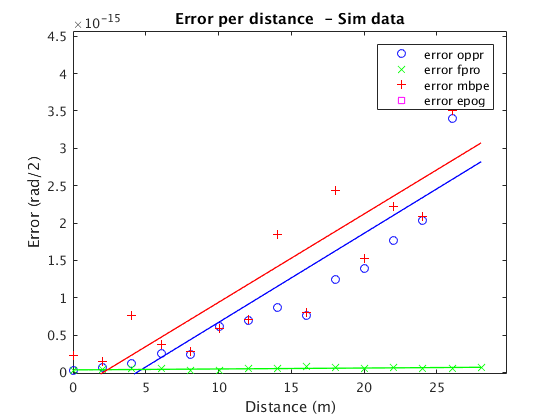 ×10^-15
Error per distance - Sim data
4.5
4
3.5
3
2.5
2
1.5
1
0.5
0
Error (rad/2)
error oppr
error fpro
error mbpe
error epog
0 5 10 15 20 25
Distance (m)